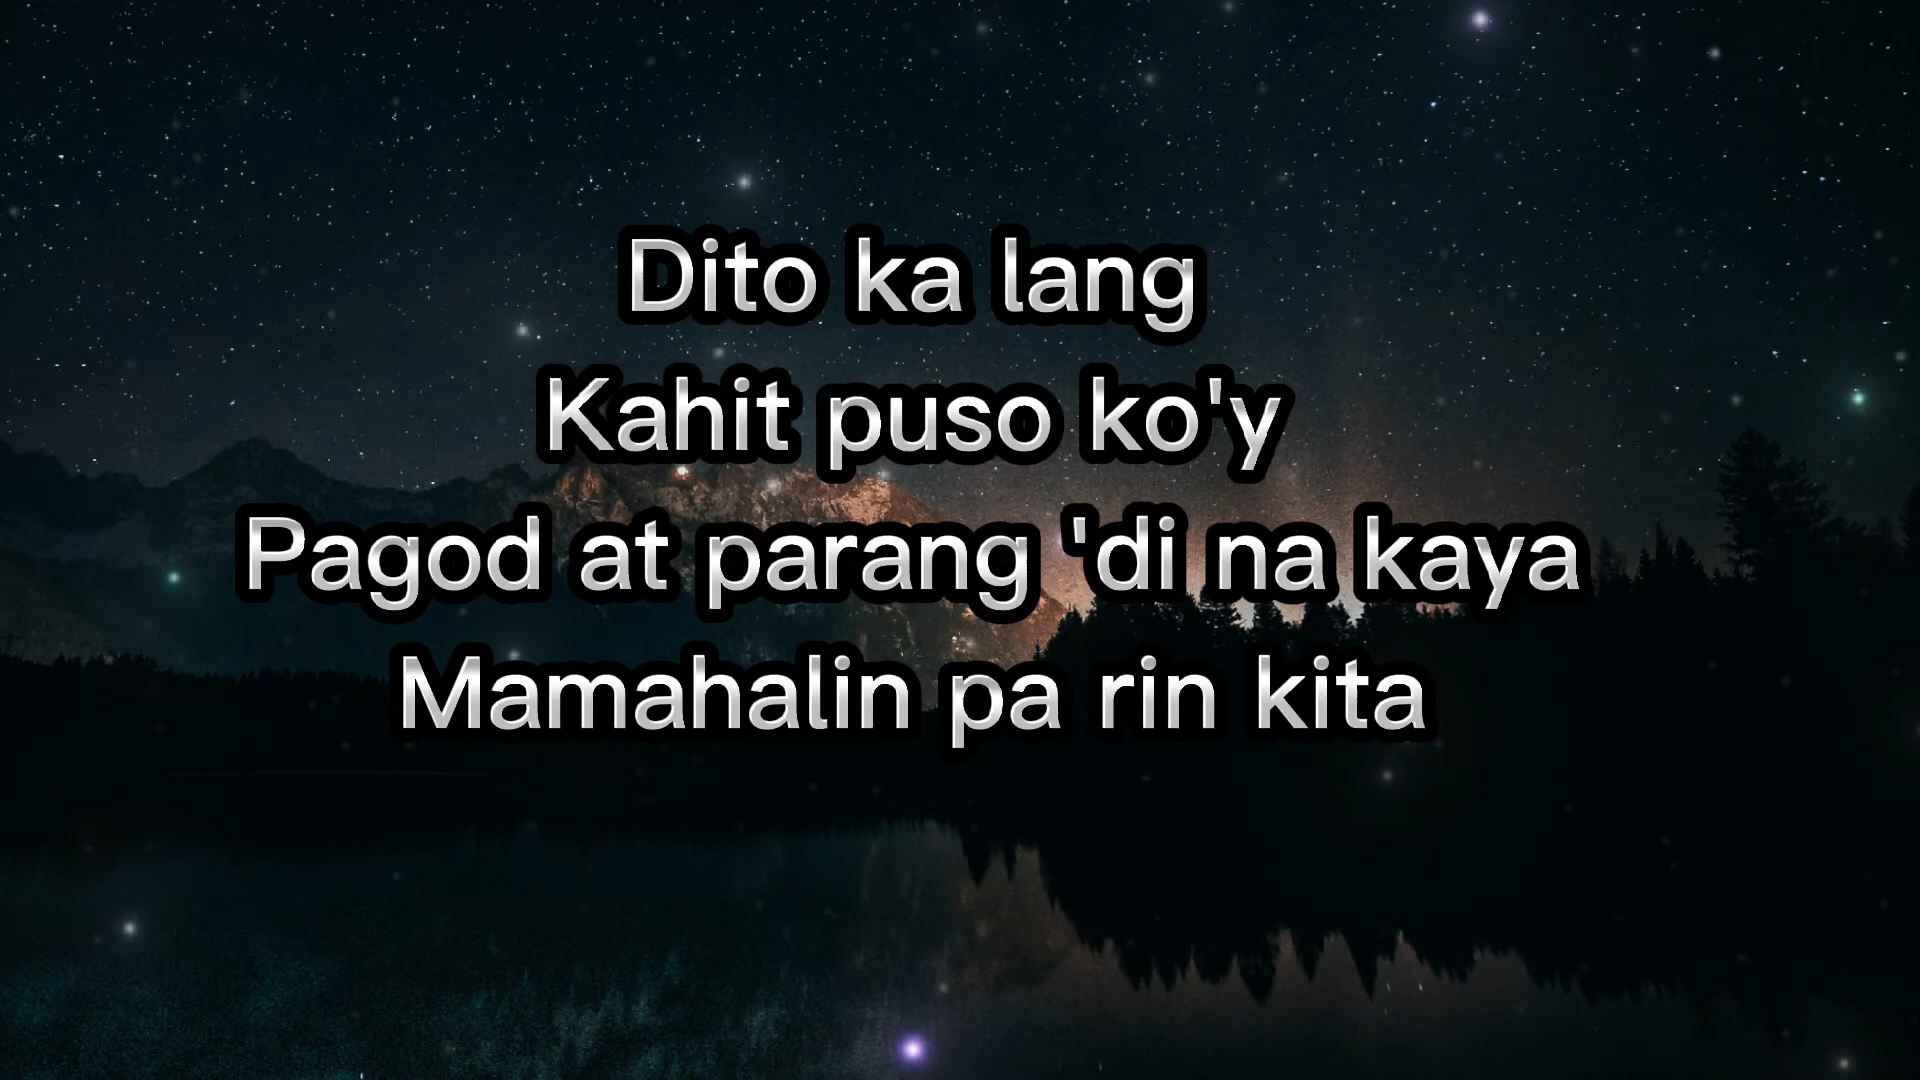 Dito ka lang
Kahit puso ko'y
Pagod at parang 'di na kaya
Mamahalin pa rin kita